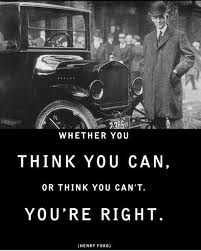 WHETHER YOU
THINK YOU CAN,
OR THINK YOU CAN'T.
YOU'RE RIGHT.
(HENRY FORD)